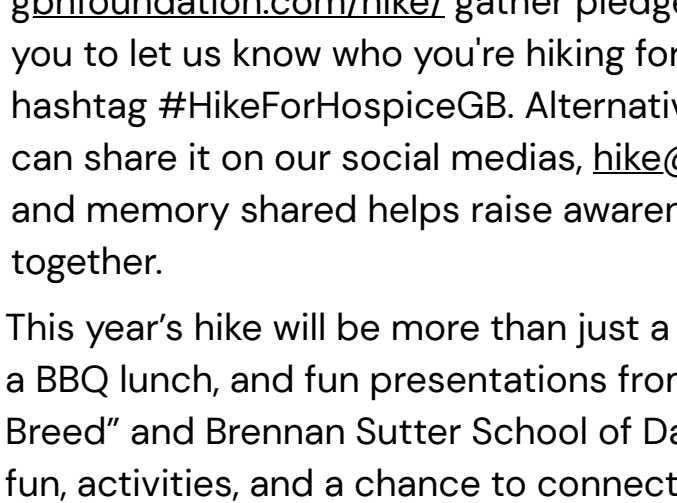 gbhfoundation.com/hike/ gather pledge
you to let us know who you're hiking for
hashtag #HikeForHospiceGB. Alternativ
can share it on our social medias, hike@
and memory shared helps raise awaren
together.
This year’s hike will be more than just a
a BBQ lunch, and fun presentations from
Breed” and Brennan Sutter School of Da
fun, activities, and a chance to connect